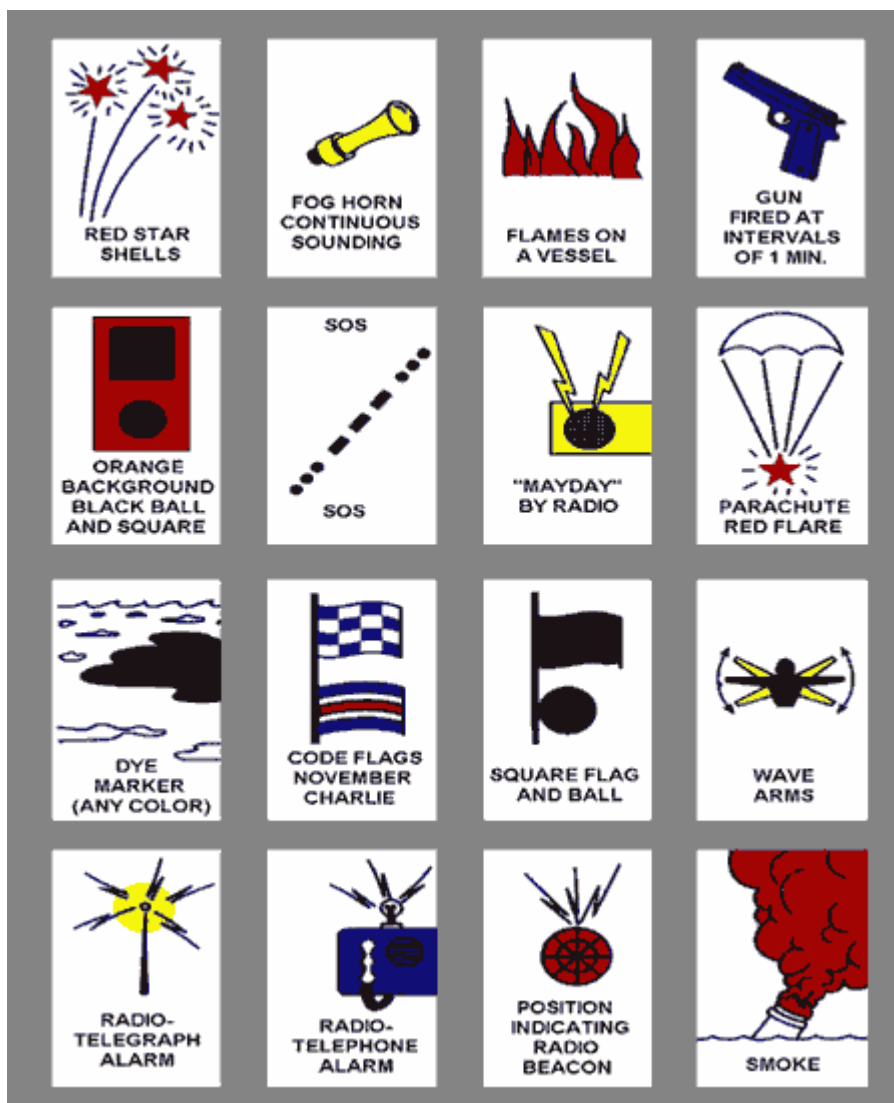 RED STAR
SHELLS
FOG HORN
CONTINUOUS
SOUNDING
FLAMES ON
A VESSEL
GUN
FIRED AT
INTERVALS
OF 1 MIN.
ORANGE
BACKGROUND
BLACK BALL
AND SQUARE
SOS
SOS
"MAYDAY"
BY RADIO
PARACHUTE
RED FLARE
DYE
MARKER
(ANY COLOR)
CODE FLAGS
NOVEMBER
CHARLIE
SQUARE FLAG
AND BALL
WAVE
ARMS
RADIO-
TELEGRAPH
ALARM
RADIO-
TELEPHONE
ALARM
POSITION
INDICATING
RADIO
BEACON
SMOKE